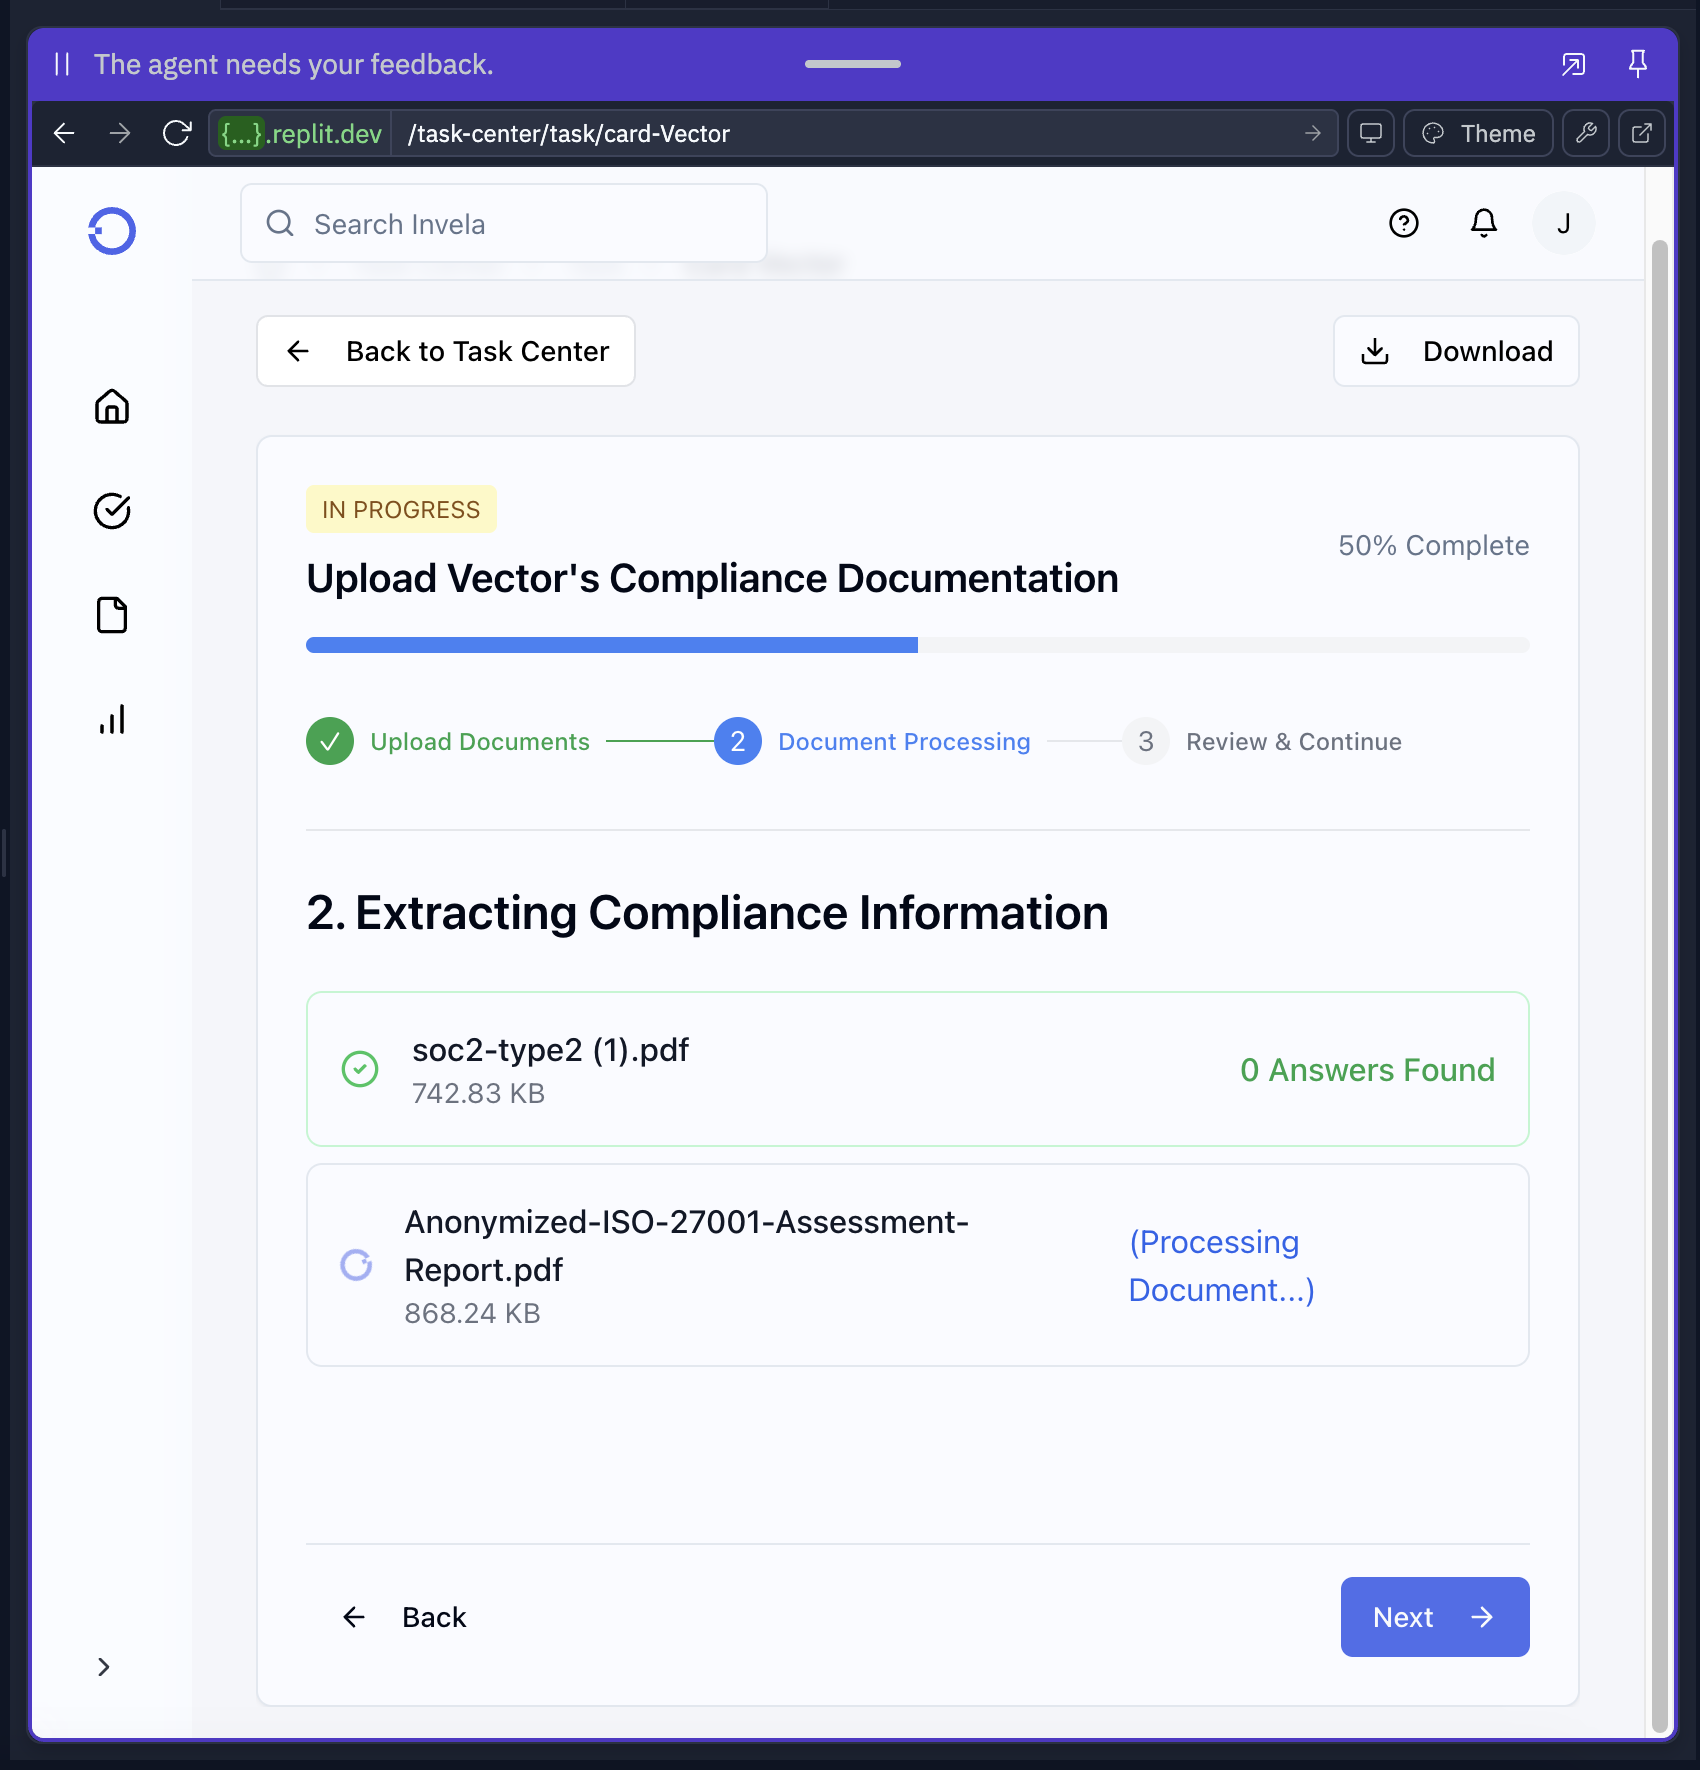 The agent needs your feedback.
{...}.replit.dev /task-center/task/card-Vector
Theme
Search Invela
J
Back to Task Center
Download
IN PROGRESS
50% Complete
Upload Vector's Compliance Documentation
Upload Documents
2 Document Processing
3 Review & Continue
2. Extracting Compliance Information
soc2-type2 (1).pdf
742.83 KB
0 Answers Found
Anonymized-ISO-27001-Assessment-
Report.pdf
868.24 KB
(Processing
Document...)
Back
Next